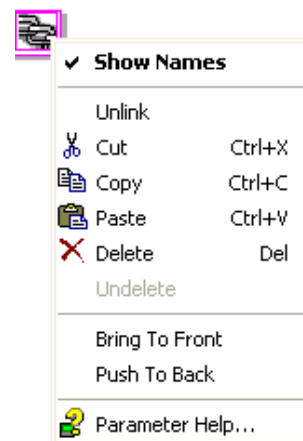 Show Names
Unlink
Cut Ctrl+X
Copy Ctrl+C
Paste Ctrl+V
Delete Del
Undelete
Bring To Front
Push To Back
Parameter Help...